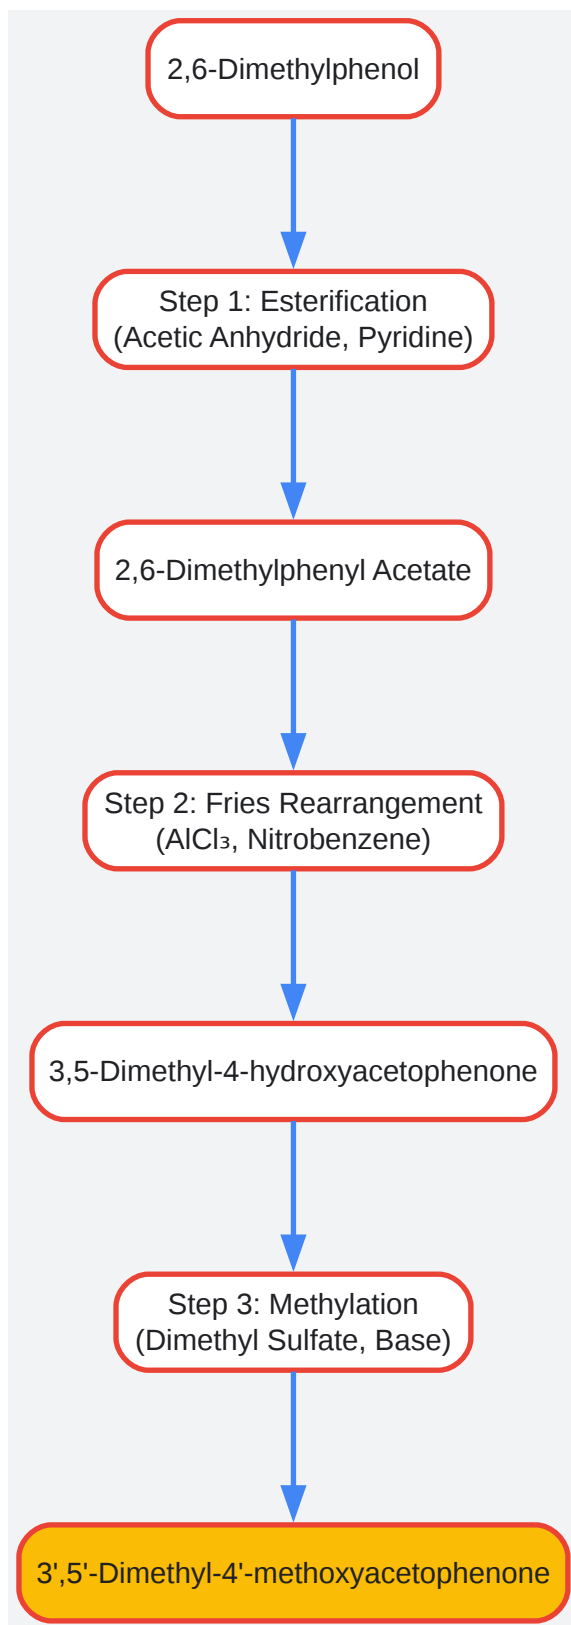 2,6-Dimethylphenol
Step 1: Esterification
(Acetic Anhydride, Pyridine)
2,6-Dimethylphenyl Acetate
Step 2: Fries Rearrangement
(AlCl₃, Nitrobenzene)
3,5-Dimethyl-4-hydroxyacetophenone
Step 3: Methylation
(Dimethyl Sulfate, Base)
3',5'-Dimethyl-4'-methoxyacetophenone